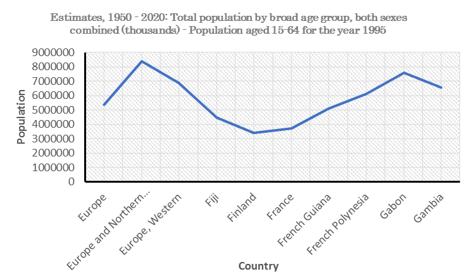 Estimates, 1950 - 2020: Total population by broad age group, both sexes
combined (thousands) - Population aged 15-64 for the year 1995
9000000
8000000
7000000
6000000
5000000
4000000
3000000
2000000
1000000
0
Population
Europe
Europe and Northern...
Europe, Western
Fiji
Finland
France
French Guiana
French Polynesia
Gabon
Gambia
Country